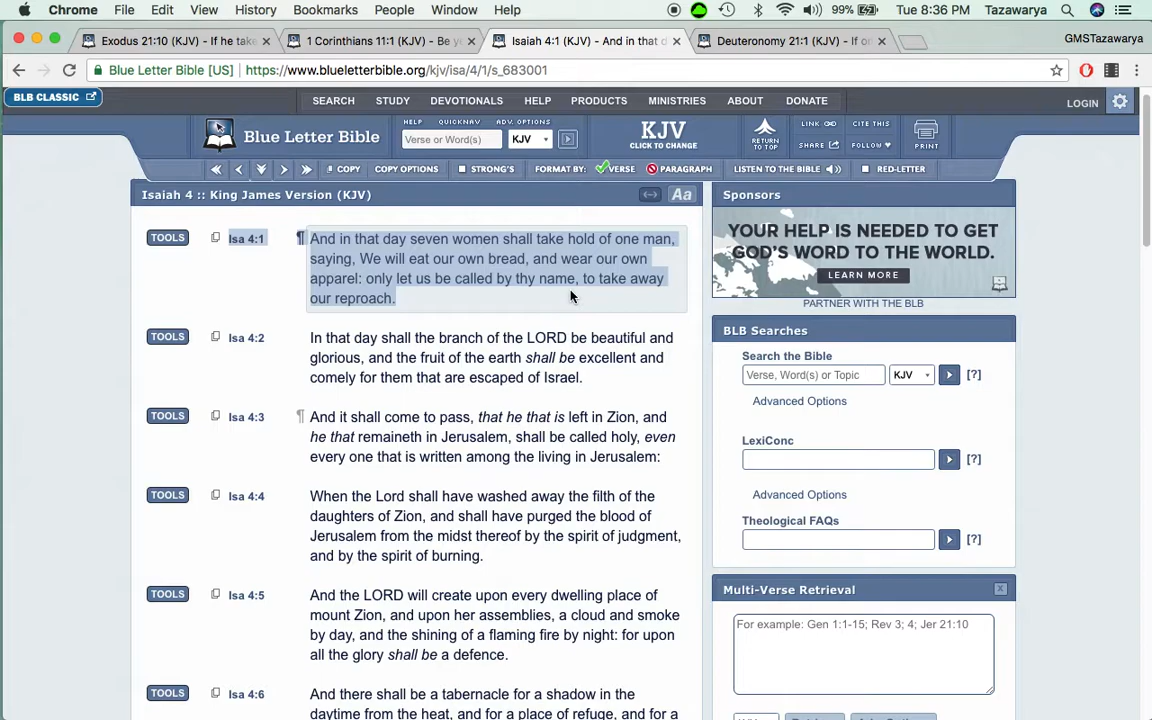 Chrome File Edit View History Bookmarks People Window Help 99% Tue 8:36 PM Tazawarya
Exodus 21:10 (KJV) - If he take 1 Corinthians 11:1 (KJV) - Be y Isaiah 4:1 (KJV) - And in that d Deuteronomy 21:1 (KJV) - If o GMSTazawarya
Blue Letter Bible [US] https://www.blueletterbible.org/kjv/isa/4/1/s_683001
BLB CLASSIC SEARCH STUDY DEVOTIONALS HELP PRODUCTS MINISTRIES ABOUT DONATE LOGIN
HELP QUICKNAV ADV. OPTIONS
Blue Letter Bible Verse or Word(s) KJV KJV CLICK TO CHANGE RETURN TO TOP LINK CITE THIS SHARE FOLLOW PRINT
COPY COPY OPTIONS STRONG'S FORMAT BY: VERSE PARAGRAPH LISTEN TO THE BIBLE RED-LETTER
Isaiah 4 :: King James Version (KJV) Aa
TOOLS Isa 4:1 ¶ And in that day seven women shall take hold of one man,
saying, We will eat our own bread, and wear our own
apparel: only let us be called by thy name, to take away
our reproach.
TOOLS Isa 4:2 In that day shall the branch of the LORD be beautiful and
glorious, and the fruit of the earth shall be excellent and
comely for them that are escaped of Israel.
TOOLS Isa 4:3 ¶ And it shall come to pass, that he that is left in Zion, and
he that remaineth in Jerusalem, shall be called holy, even
every one that is written among the living in Jerusalem:
TOOLS Isa 4:4 When the Lord shall have washed away the filth of the
daughters of Zion, and shall have purged the blood of
Jerusalem from the midst thereof by the spirit of judgment,
and by the spirit of burning.
TOOLS Isa 4:5 And the LORD will create upon every dwelling place of
mount Zion, and upon her assemblies, a cloud and smoke
by day, and the shining of a flaming fire by night: for upon
all the glory shall be a defence.
TOOLS Isa 4:6 And there shall be a tabernacle for a shadow in the
daytime from the heat, and for a place of refuge, and for a
Sponsors
YOUR HELP IS NEEDED TO GET
GOD'S WORD TO THE WORLD.
LEARN MORE
PARTNER WITH THE BLB
BLB Searches
Search the Bible
Verse, Word(s) or Topic KJV [?]
Advanced Options
LexiConc
[?]
Advanced Options
Theological FAQs
[?]
Multi-Verse Retrieval x
For example: Gen 1:1-15; Rev 3; 4; Jer 21:10